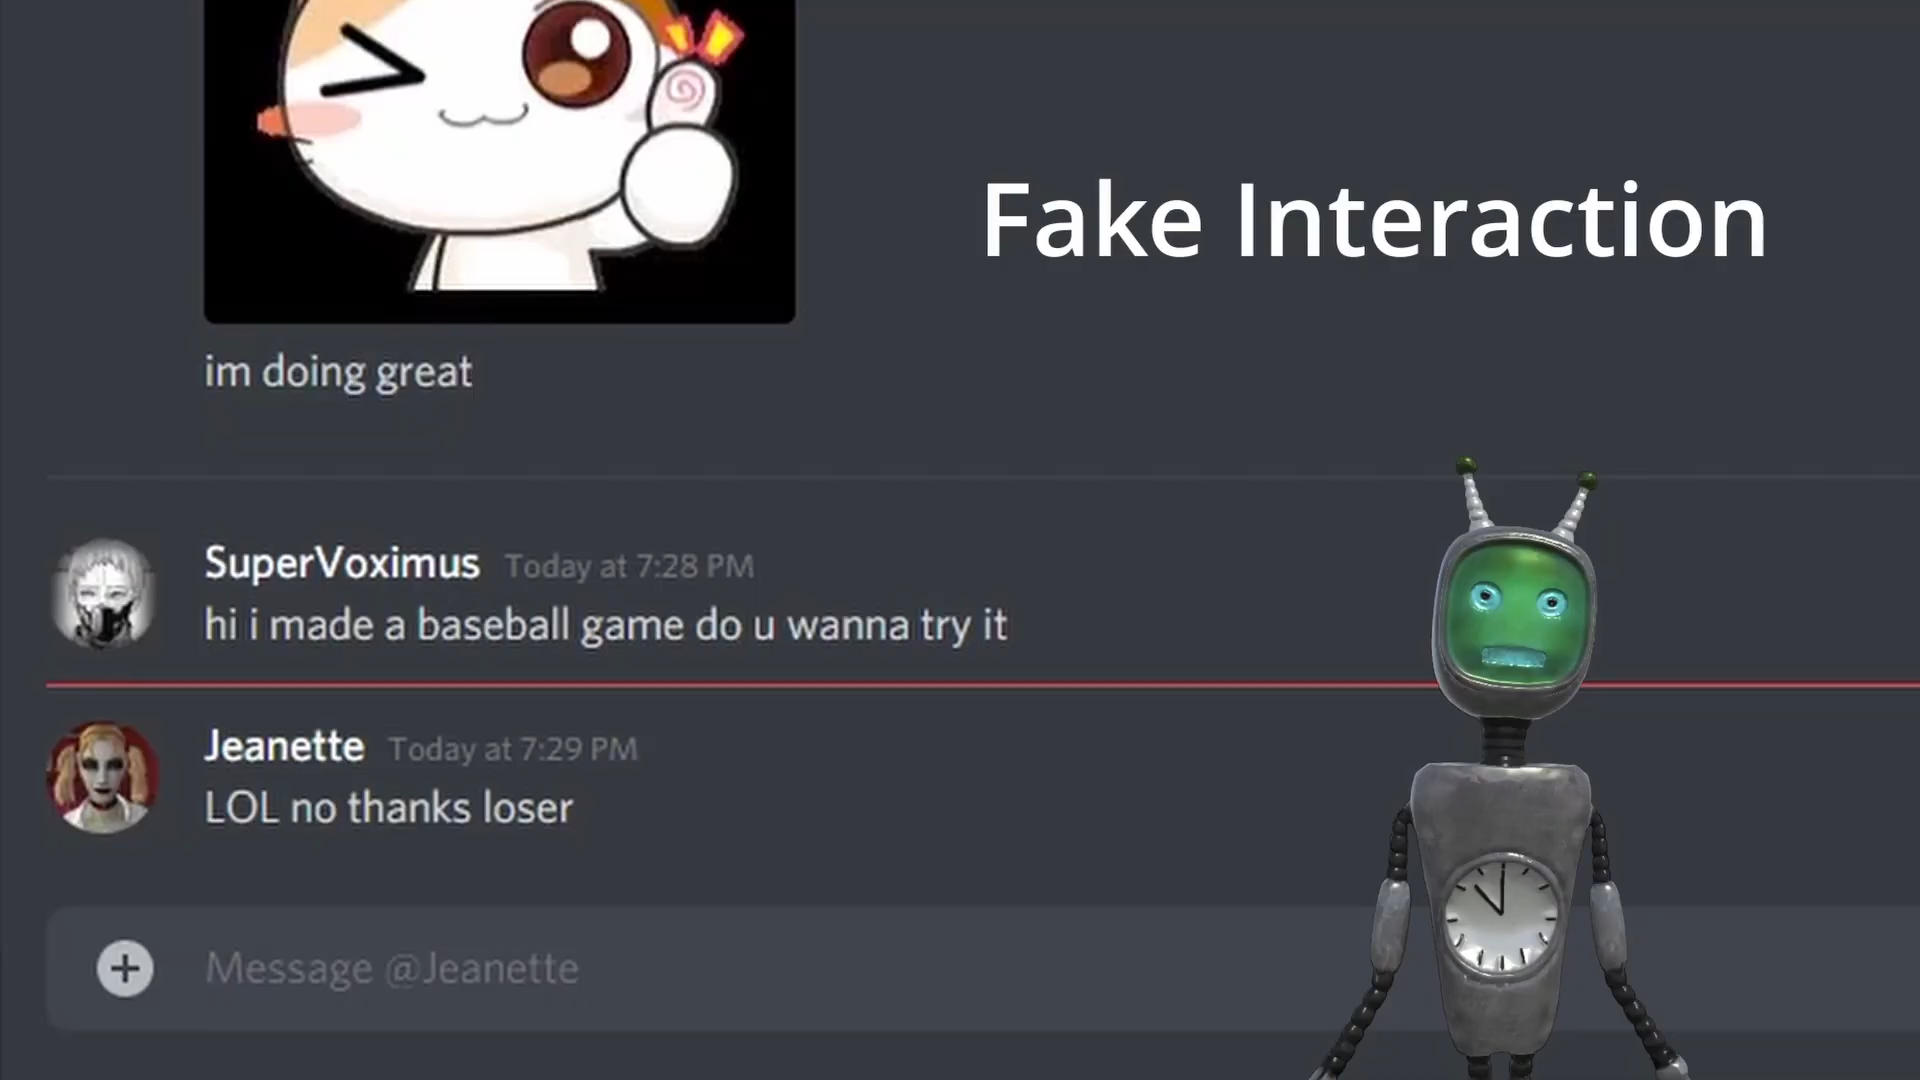 Fake Interaction
im doing great
SuperVoximus Today at 7:28 PM
hi i made a baseball game do u wanna try it
Jeanette Today at 7:29 PM
LOL no thanks loser
Message @Jeanette